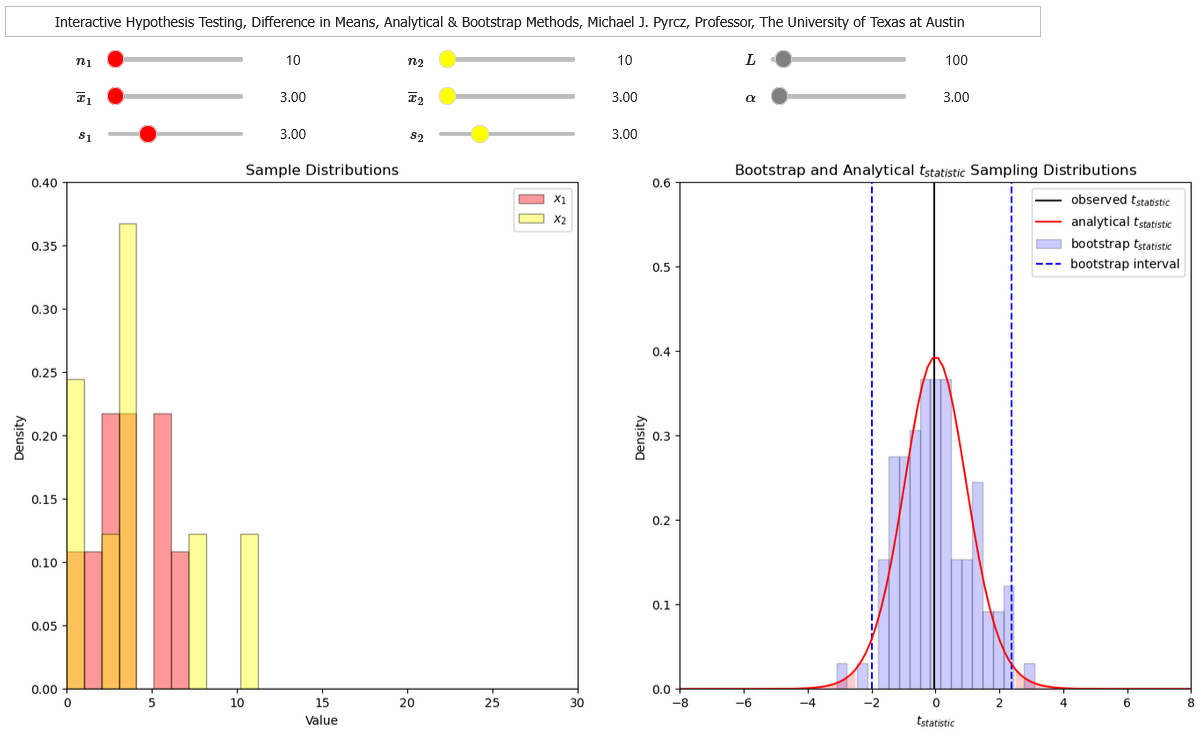 Interactive Hypothesis Testing, Difference in Means, Analytical & Bootstrap Methods, Michael J. Pyrcz, Professor, The University of Texas at Austin
n₁ 10 n₂ 10 L 100
x̅₁ 3.00 x̅₂ 3.00 α 3.00
s₁ 3.00 s₂ 3.00
Sample Distributions
0.40
0.35
0.30
0.25
0.20
0.15
0.10
0.05
0.00
Density
x₁
x₂
0 5 10 15 20 25 30
Value
Bootstrap and Analytical t_statistic Sampling Distributions
0.6
0.5
0.4
0.3
0.2
0.1
0.0
Density
observed t_statistic
analytical t_statistic
bootstrap t_statistic
bootstrap interval
−8 −6 −4 −2 0 2 4 6 8
t_statistic